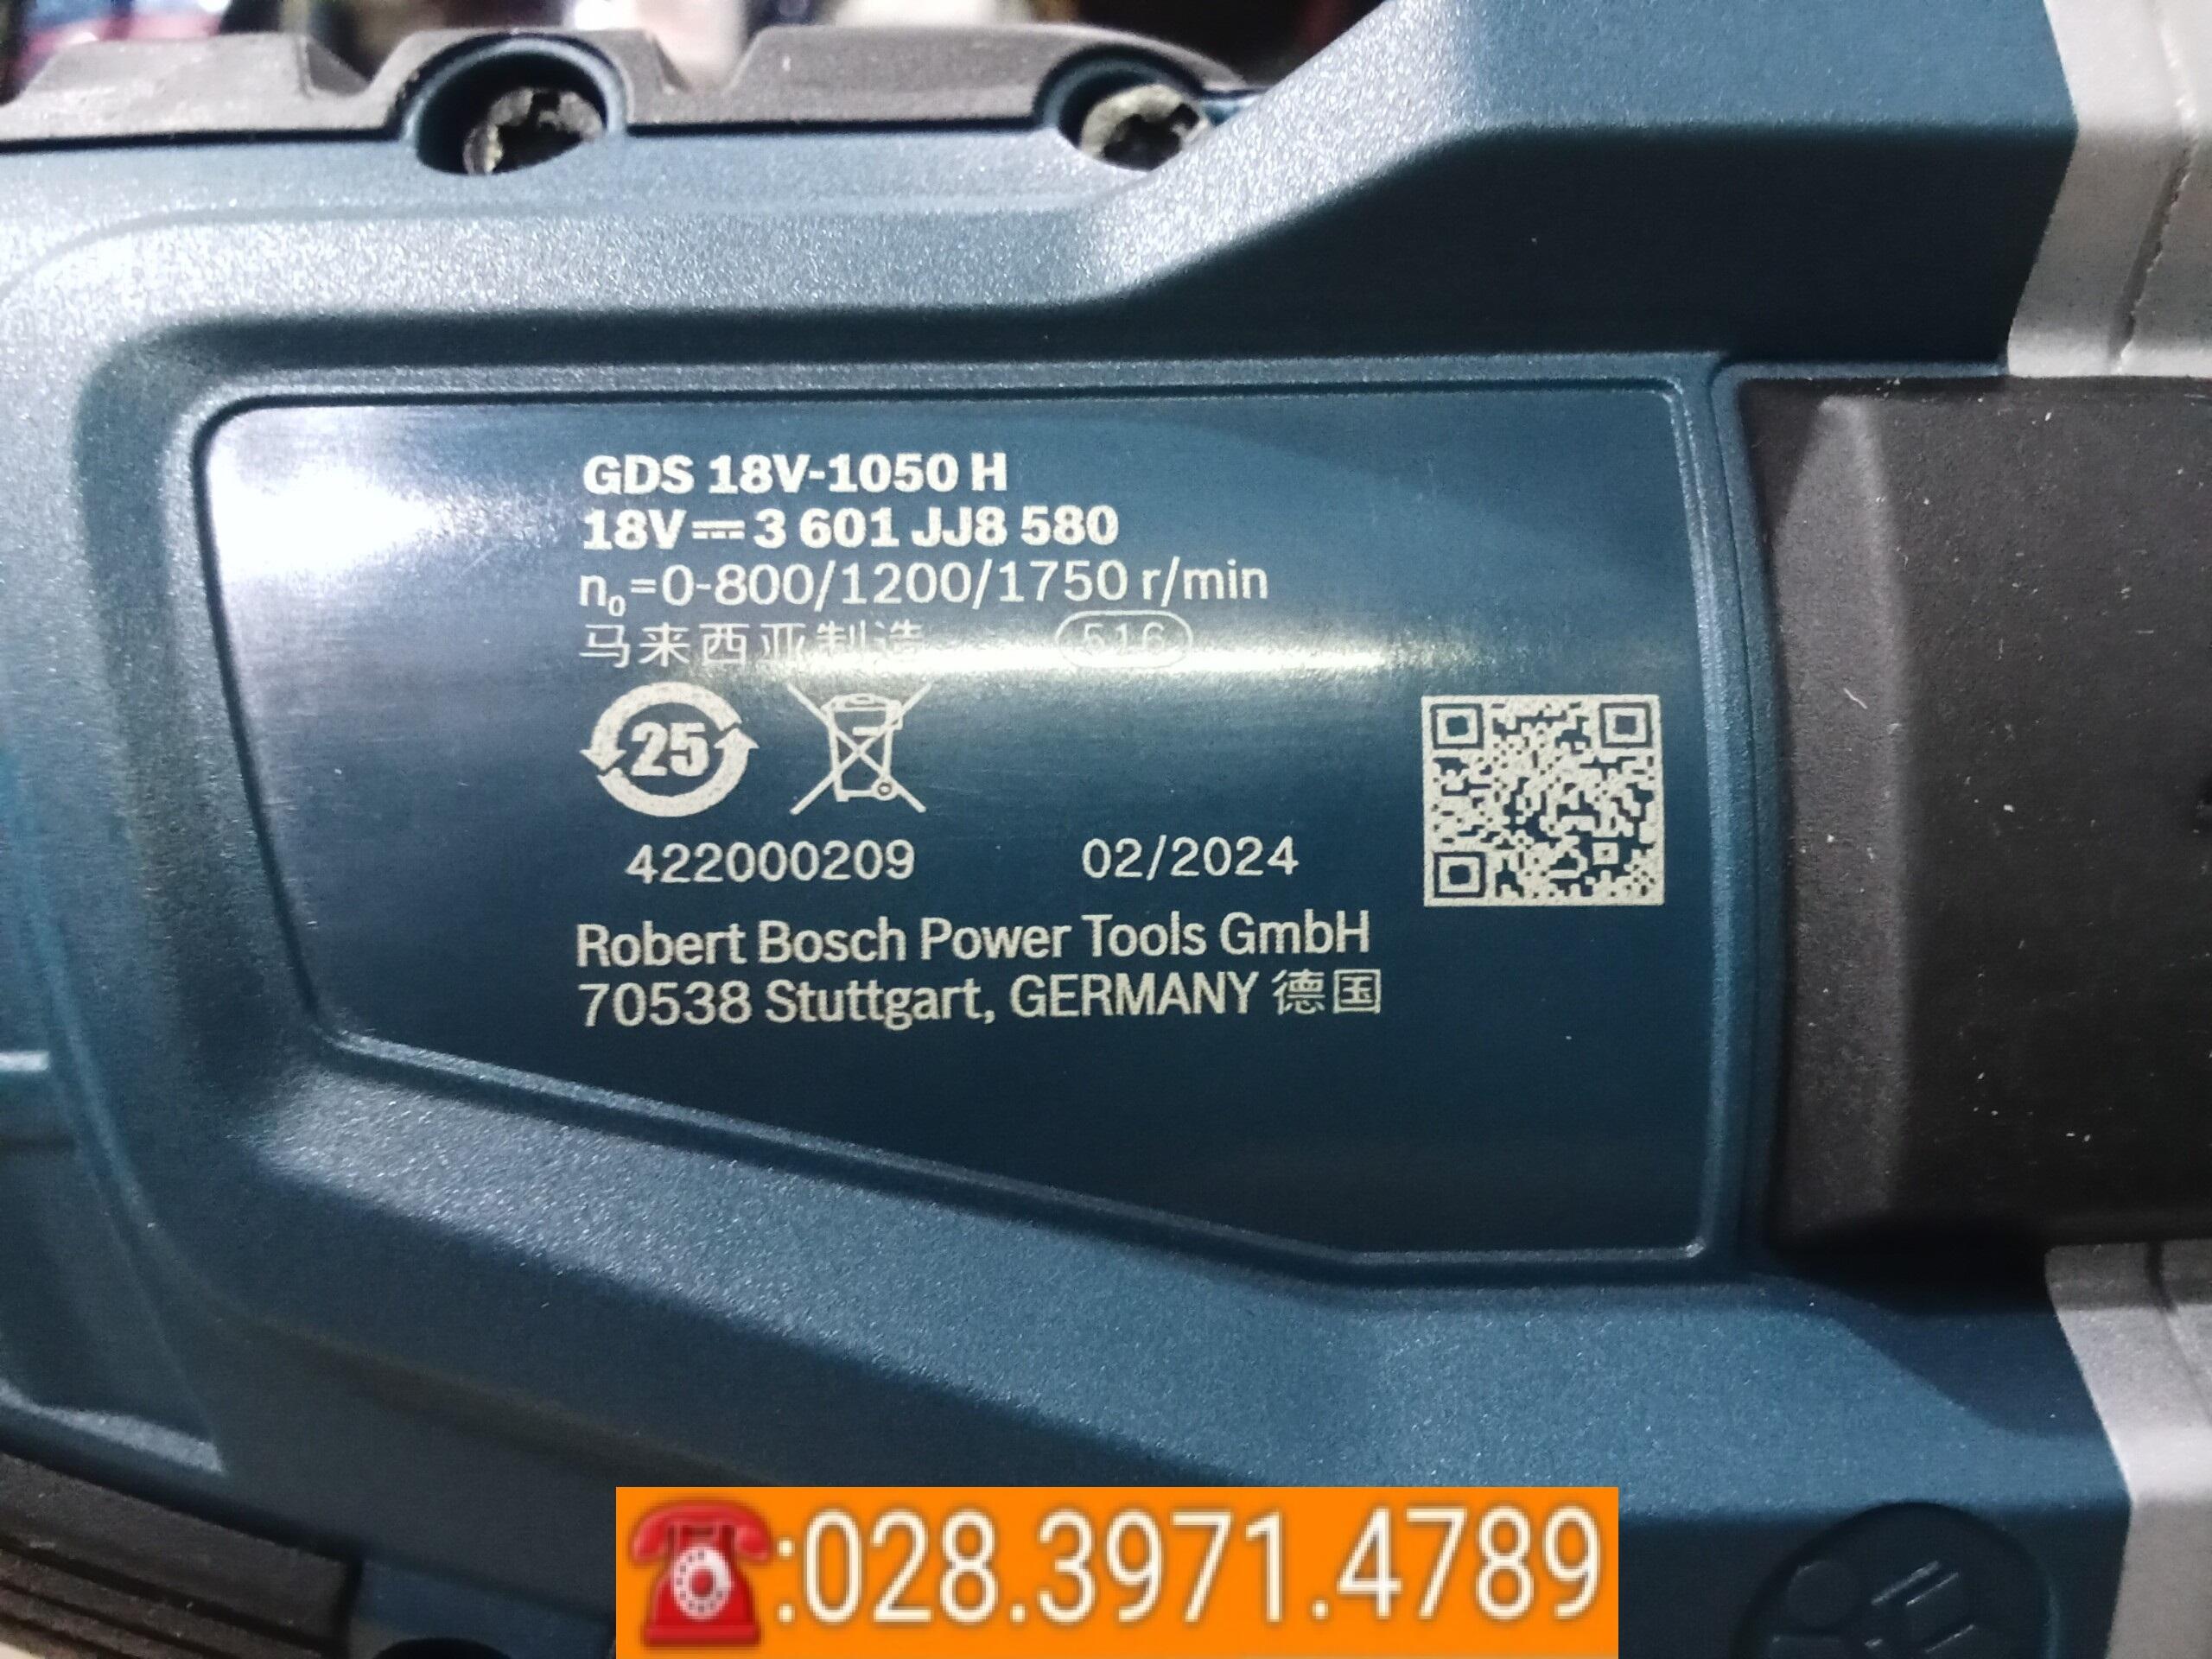 GDS 18V-1050 H
18V⎓3 601 JJ8 580
n₀=0-800/1200/1750 r/min
马来西亚制造 516
25
422000209 02/2024
Robert Bosch Power Tools GmbH
70538 Stuttgart, GERMANY 德国
☎:028.3971.4789